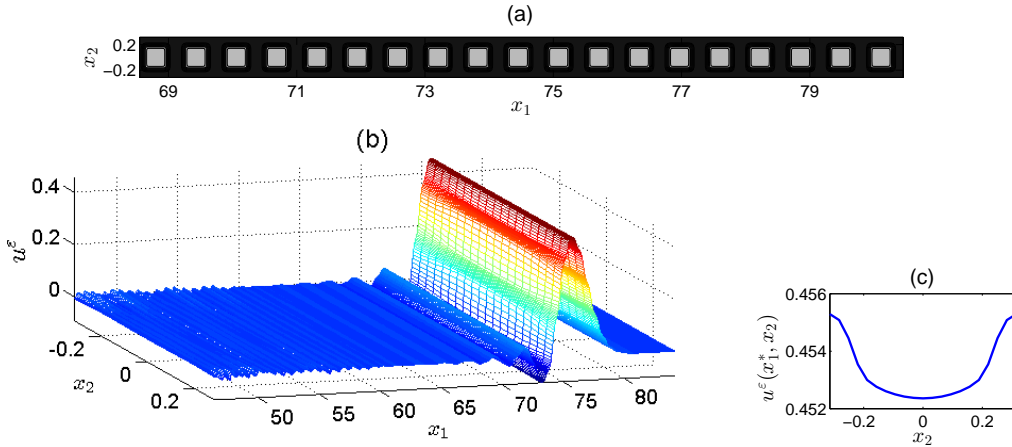 (a)
0.2
−0.2
x₂
69 71 73 75 77 79
x₁
(b)
0.4
0.2
0
uᵋ
-0.2
0
0.2
x₂
50 55 60 65 70 75 80
x₁
(c)
0.456
0.454
0.452
uᵋ(x₁*, x₂)
−0.2 0 0.2
x₂